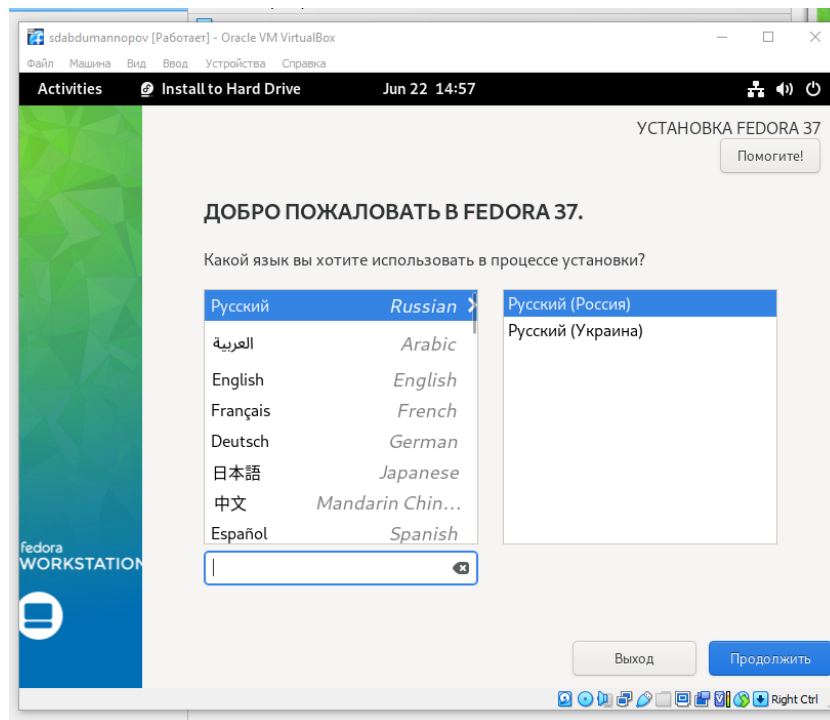 sdabdumannopov [Работает] - Oracle VM VirtualBox
Файл Машина Вид Ввод Устройства Справка
Activities Install to Hard Drive Jun 22 14:57
УСТАНОВКА FEDORA 37
Помогите!
ДОБРО ПОЖАЛОВАТЬ В FEDORA 37.
Какой язык вы хотите использовать в процессе установки?
Русский Russian
العربية Arabic
English English
Français French
Deutsch German
日本語 Japanese
中文 Mandarin Chin...
Español Spanish
Русский (Россия)
Русский (Украина)
fedora
WORKSTATION
Выход Продолжить
Right Ctrl